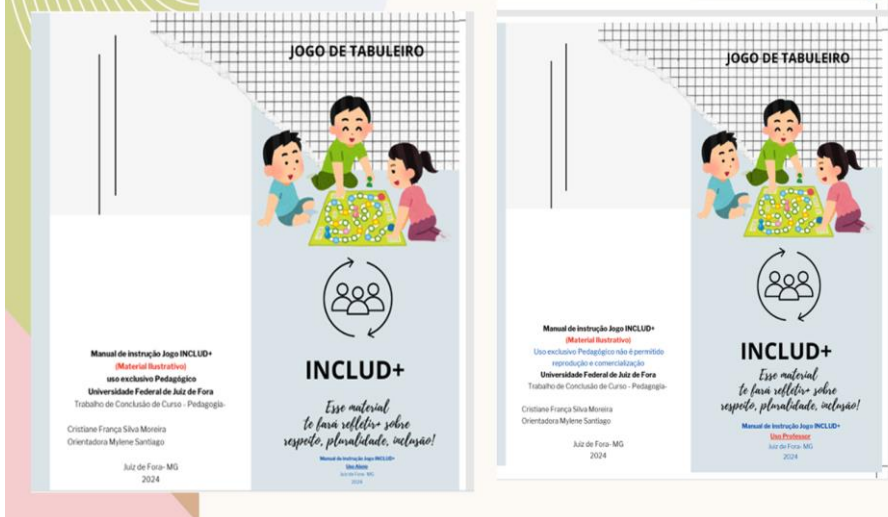 JOGO DE TABULEIRO
INCLUD+
Esse material
te fará refletir+ sobre
respeito, pluralidade, inclusão!
Manual de instrução Jogo INCLUD+
Uso Aluno
Juiz de Fora- MG
2024
Manual de instrução Jogo INCLUD+
(Material Ilustrativo)
uso exclusivo Pedagógico
Universidade Federal de Juiz de Fora
Trabalho de Conclusão de Curso - Pedagogia-
Cristiane França Silva Moreira
Orientadora Mylene Santiago
Juiz de Fora- MG
2024
JOGO DE TABULEIRO
INCLUD+
Esse material
te fará refletir+ sobre
respeito, pluralidade, inclusão!
Manual de instrução Jogo INCLUD+
Uso Professor
Juiz de Fora- MG
2024
Manual de instrução Jogo INCLUD+
(Material Ilustrativo)
Uso exclusivo Pedagógico não é permitido
reprodução e comercialização
Universidade Federal de Juiz de Fora
Trabalho de Conclusão de Curso - Pedagogia-
Cristiane França Silva Moreira
Orientadora Mylene Santiago
Juiz de Fora- MG
2024